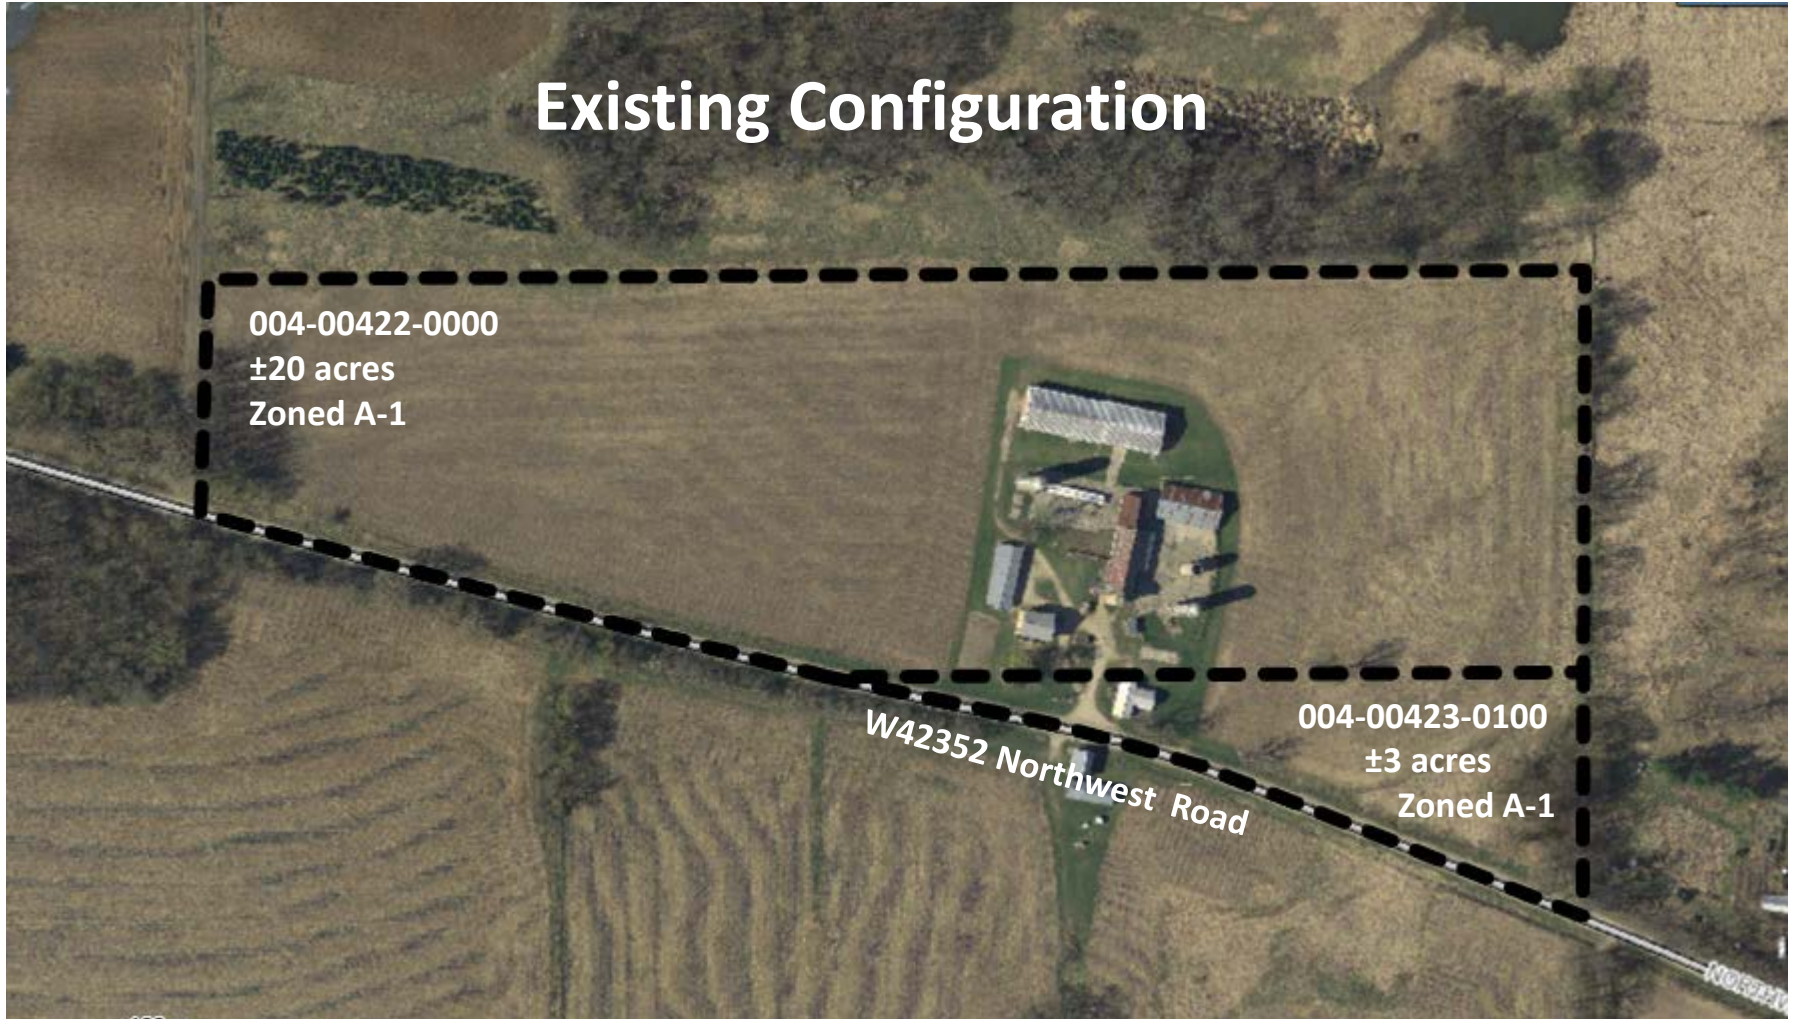 Existing Configuration
004-00422-0000
±20 acres
Zoned A-1
004-00423-0100
±3 acres
Zoned A-1
W42352 Northwest Road